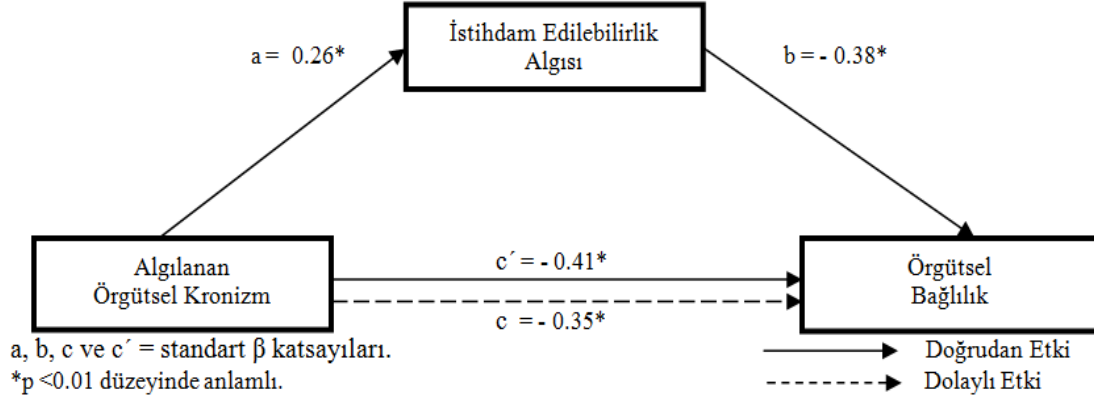 İstihdam Edilebilirlik
Algısı
a = 0.26*
b = - 0.38*
Algılanan
Örgütsel Kronizm
c´ = - 0.41*
c = - 0.35*
Örgütsel
Bağlılık
a, b, c ve c´ = standart β katsayıları.
*p <0.01 düzeyinde anlamlı.
Doğrudan Etki
Dolaylı Etki